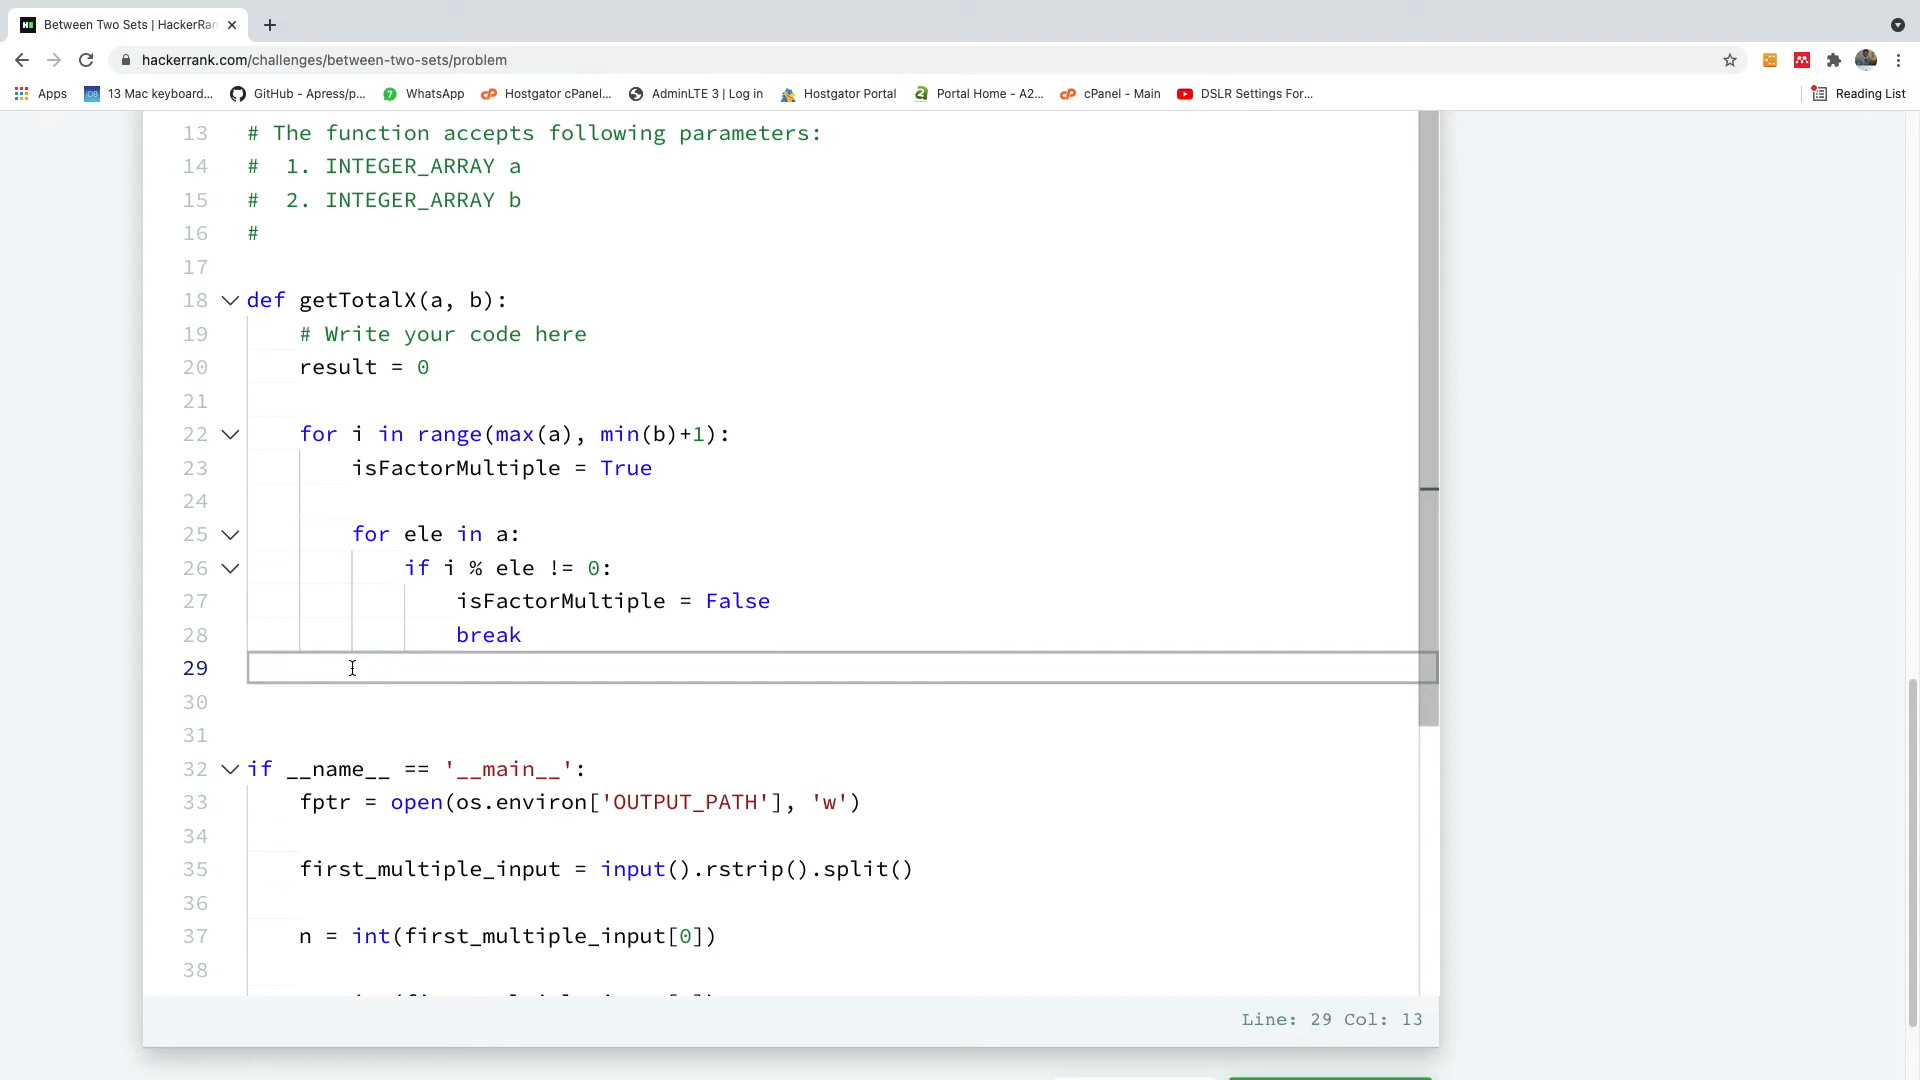 Between Two Sets | HackerRan
hackerrank.com/challenges/between-two-sets/problem
Apps 13 Mac keyboard... GitHub - Apress/p... WhatsApp Hostgator cPanel... AdminLTE 3 | Log in Hostgator Portal Portal Home - A2... cPanel - Main DSLR Settings For... Reading List
13 # The function accepts following parameters:
14 #  1. INTEGER_ARRAY a
15 #  2. INTEGER_ARRAY b
16 #
17
18 def getTotalX(a, b):
19     # Write your code here
20     result = 0
21
22     for i in range(max(a), min(b)+1):
23         isFactorMultiple = True
24
25         for ele in a:
26             if i % ele != 0:
27                 isFactorMultiple = False
28                 break
29
30
31
32 if __name__ == '__main__':
33     fptr = open(os.environ['OUTPUT_PATH'], 'w')
34
35     first_multiple_input = input().rstrip().split()
36
37     n = int(first_multiple_input[0])
38
Line: 29 Col: 13